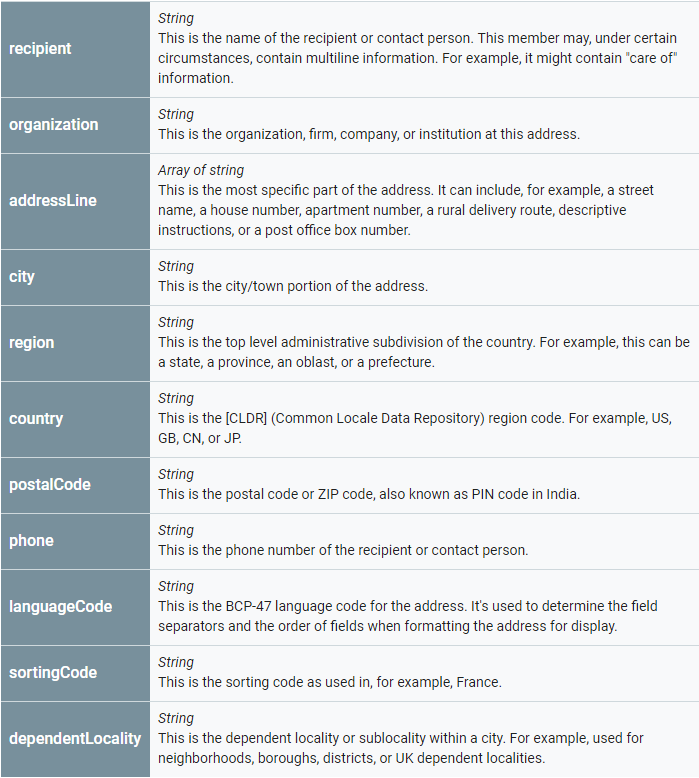 recipient
String
This is the name of the recipient or contact person. This member may, under certain
circumstances, contain multiline information. For example, it might contain "care of"
information.
organization
String
This is the organization, firm, company, or institution at this address.
addressLine
Array of string
This is the most specific part of the address. It can include, for example, a street
name, a house number, apartment number, a rural delivery route, descriptive
instructions, or a post office box number.
city
String
This is the city/town portion of the address.
region
String
This is the top level administrative subdivision of the country. For example, this can be
a state, a province, an oblast, or a prefecture.
country
String
This is the [CLDR] (Common Locale Data Repository) region code. For example, US,
GB, CN, or JP.
postalCode
String
This is the postal code or ZIP code, also known as PIN code in India.
phone
String
This is the phone number of the recipient or contact person.
languageCode
String
This is the BCP-47 language code for the address. It's used to determine the field
separators and the order of fields when formatting the address for display.
sortingCode
String
This is the sorting code as used in, for example, France.
dependentLocality
String
This is the dependent locality or sublocality within a city. For example, used for
neighborhoods, boroughs, districts, or UK dependent localities.